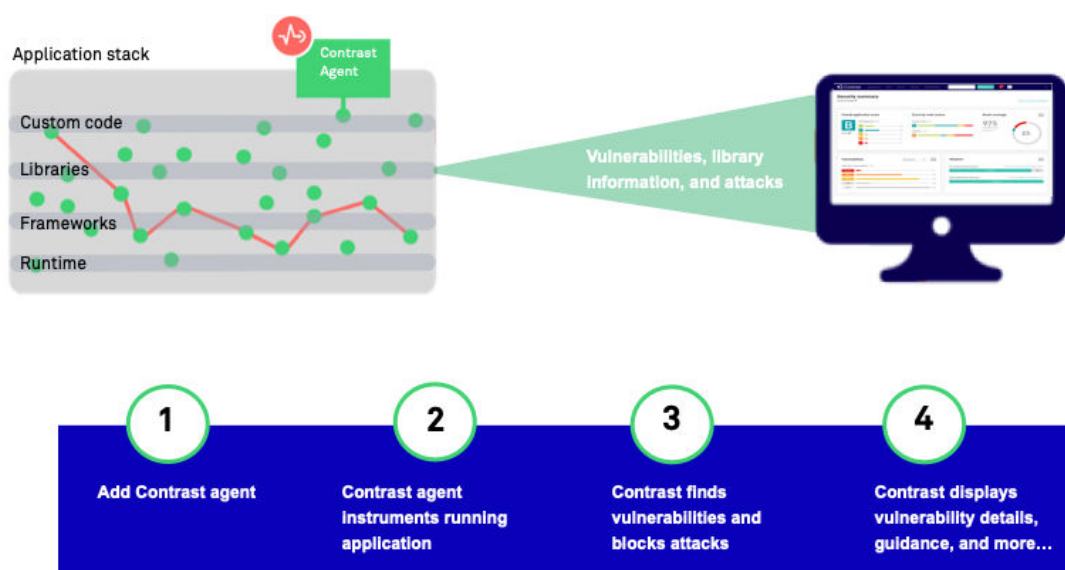 Application stack
Contrast
Agent
Custom code
Libraries
Frameworks
Runtime
Vulnerabilities, library
information, and attacks
1
2
3
4
Add Contrast agent
Contrast agent
instruments running
application
Contrast finds
vulnerabilities and
blocks attacks
Contrast displays
vulnerability details,
guidance, and more…